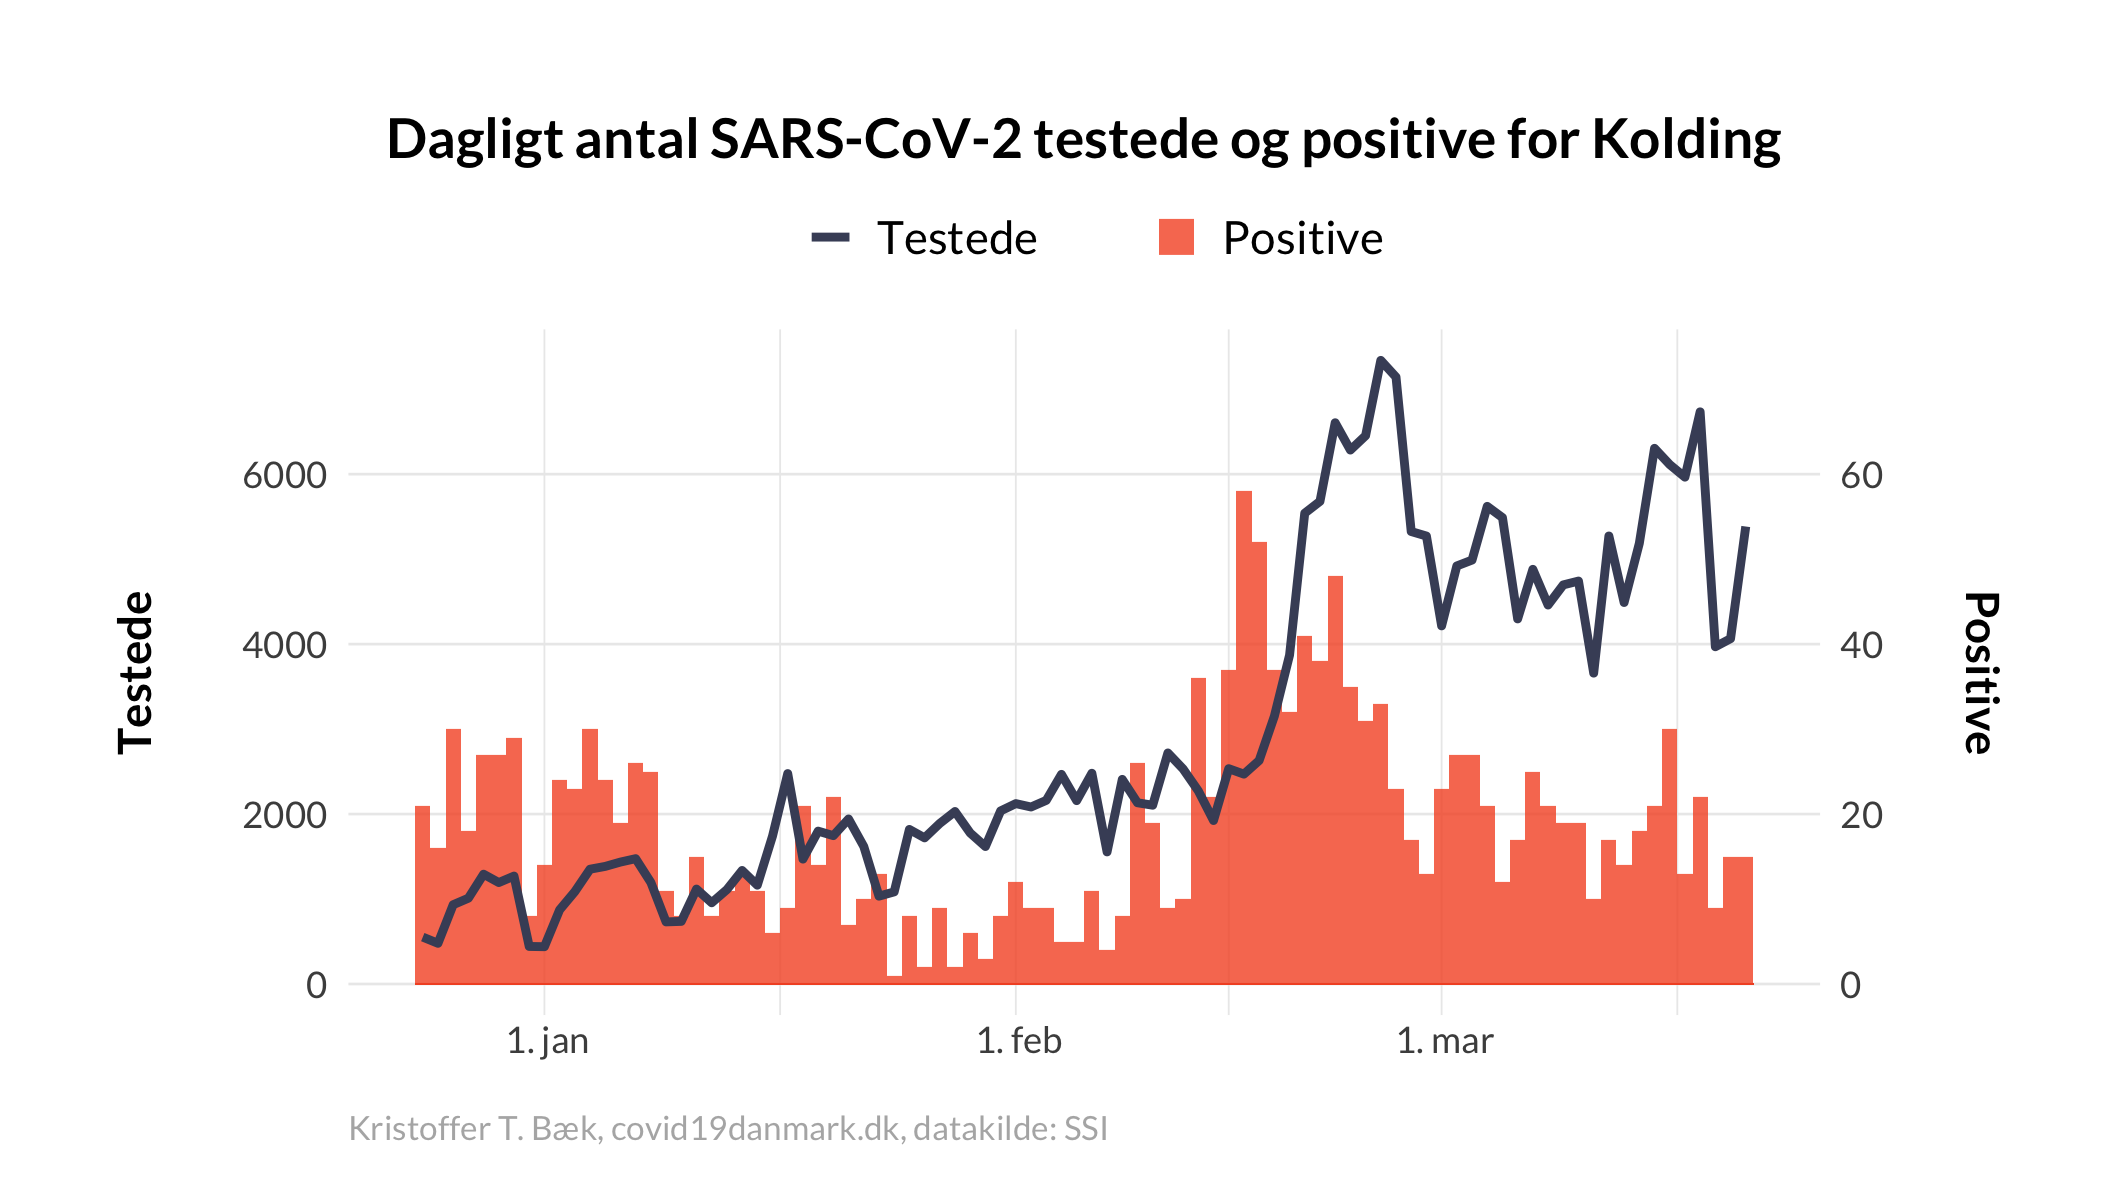 Dagligt antal SARS-CoV-2 testede og positive for Kolding
Testede
Positive
Testede
6000
4000
2000
0
60
40
20
0
Positive
1. jan
1. feb
1. mar
Kristoffer T. Bæk, covid19danmark.dk, datakilde: SSI